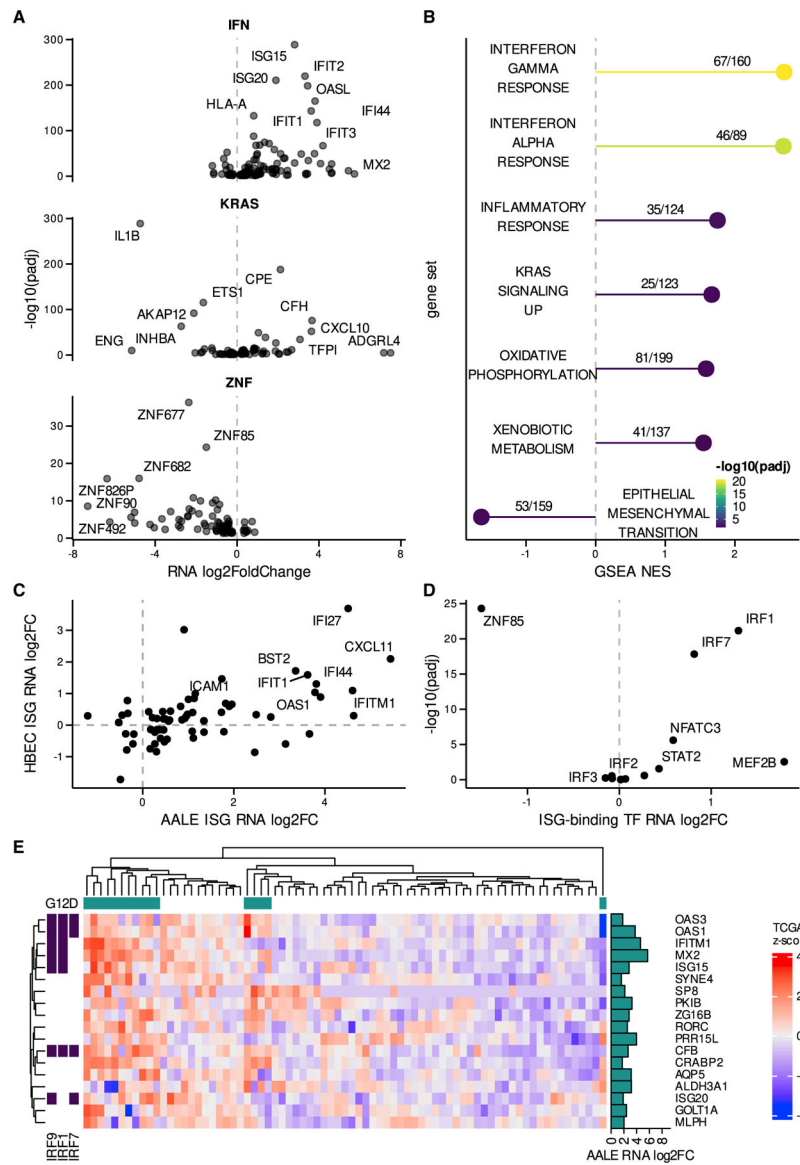 A
IFN
300
200
100
0
ISG15
IFIT2
ISG20
OASL
HLA-A
IFI44
IFIT1
IFIT3
MX2
KRAS
300
200
100
0
IL1B
CPE
ETS1
AKAP12
CFH
CXCL10
ENG
INHBA
TFPI
ADGRL4
-log10(padj)
ZNF
30
20
10
0
ZNF677
ZNF85
ZNF682
ZNF826P
ZNF90
ZNF492
-8
-4
0
4
8
RNA log2FoldChange
B
gene set
INTERFERON
GAMMA
RESPONSE
67/160
INTERFERON
ALPHA
RESPONSE
46/89
INFLAMMATORY
RESPONSE
35/124
KRAS
SIGNALING
UP
25/123
OXIDATIVE
PHOSPHORYLATION
81/199
XENOBIOTIC
METABOLISM
41/137
-log10(padj)
20
15
10
5
53/159
EPITHELIAL
MESENCHYMAL
TRANSITION
-1
0
1
2
GSEA NES
C
HBEC ISG RNA log2FC
3
2
1
0
-1
IFI27
CXCL11
BST2
IFIT1
IFI44
ICAM1
OAS1
IFITM1
0
2
4
AALE ISG RNA log2FC
D
-log10(padj)
25
20
15
10
5
0
ZNF85
IRF1
IRF7
NFATC3
STAT2
MEF2B
IRF2
IRF3
-1
0
1
ISG-binding TF RNA log2FC
E
G12D
OAS3
OAS1
IFITM1
MX2
ISG15
SYNE4
SP8
PKIB
ZG16B
RORC
PRR15L
CFB
CRABP2
AQP5
ALDH3A1
ISG20
GOLT1A
MLPH
IRF9
IRF1
IRF7
0
2
4
6
8
AALE RNA log2FC
TCGA
z-sco
4
2
0